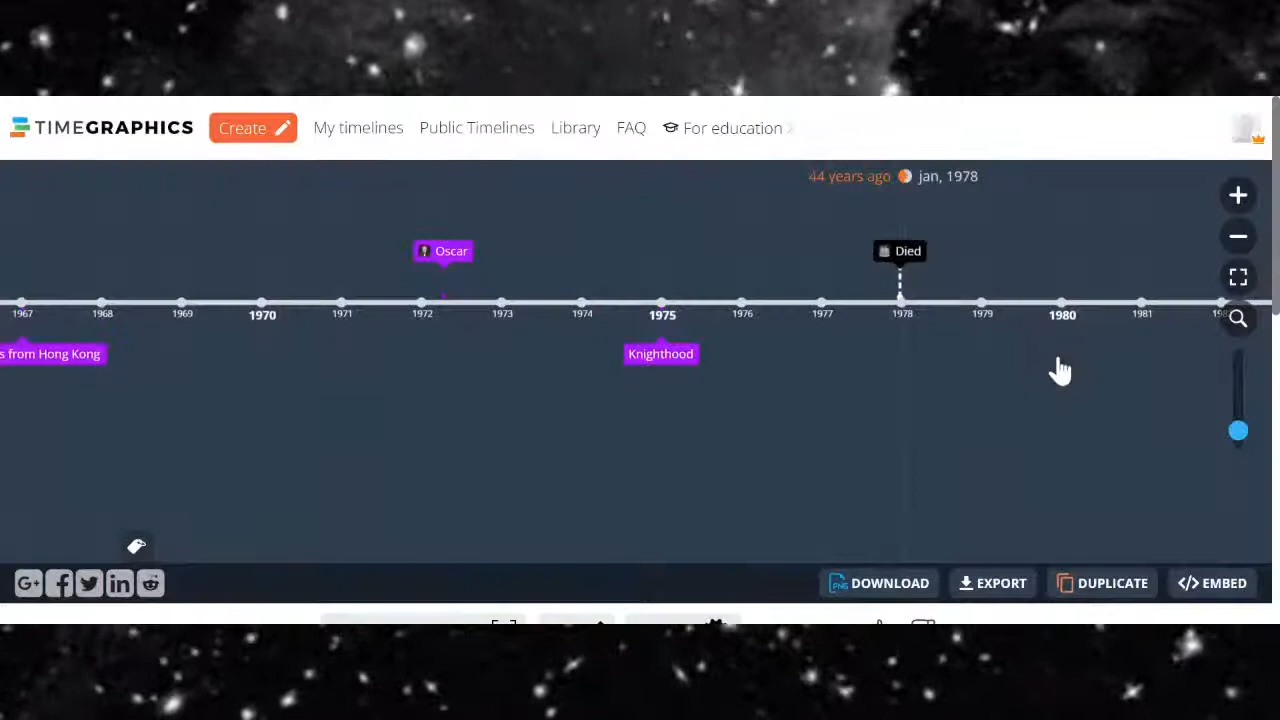 TIMEGRAPHICS Create My timelines Public Timelines Library FAQ For education
44 years ago jan, 1978
Oscar Died
1967 1968 1969 1970 1971 1972 1973 1974 1975 1976 1977 1978 1979 1980 1981
s from Hong Kong Knighthood
G+ PNG DOWNLOAD EXPORT DUPLICATE </> EMBED